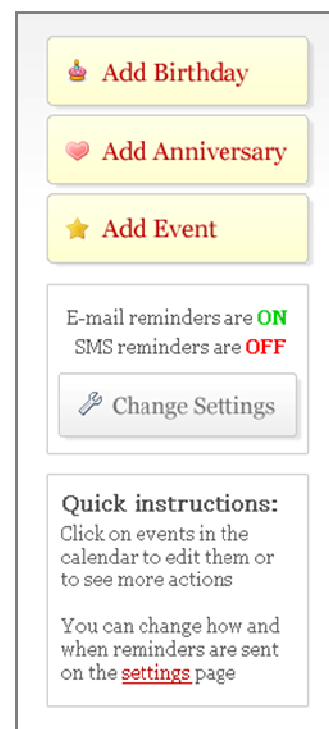 Add Birthday
Add Anniversary
Add Event
E-mail reminders are ON
SMS reminders are OFF
Change Settings
Quick instructions:
Click on events in the
calendar to edit them or
to see more actions
You can change how and
when reminders are sent
on the settings page